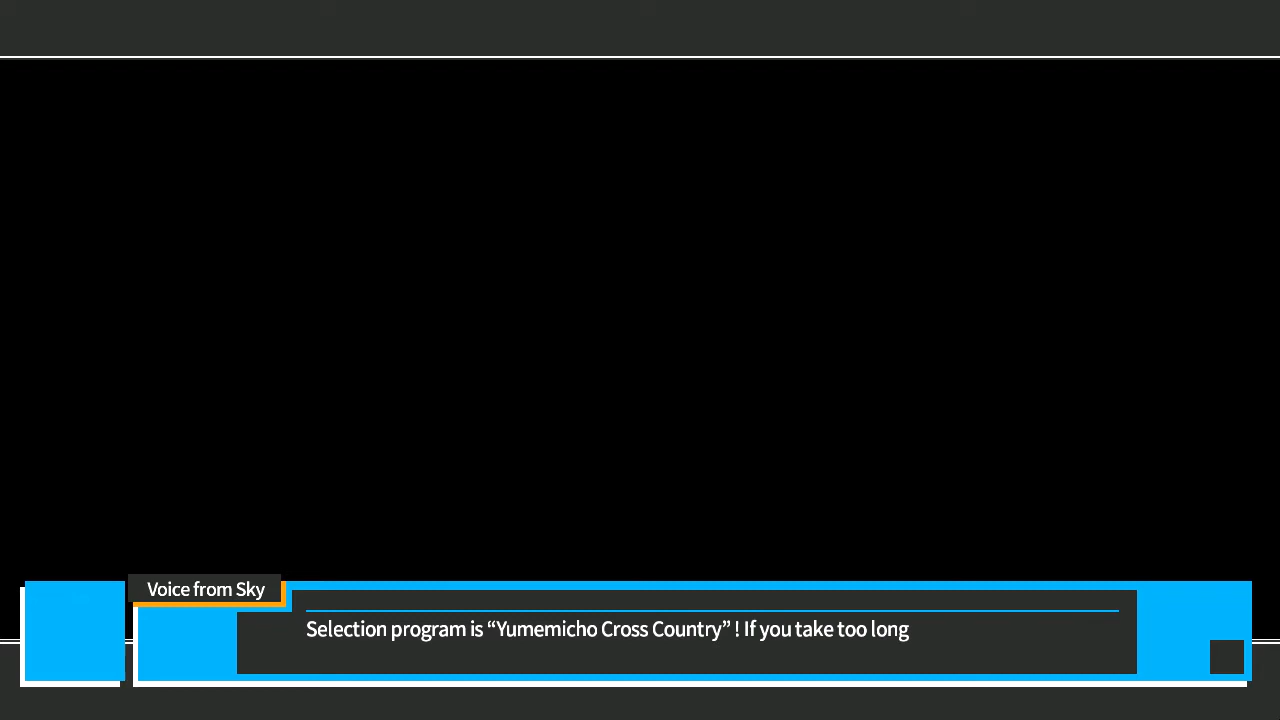 Voice from Sky
Selection program is “Yumemicho Cross Country” ! If you take too long